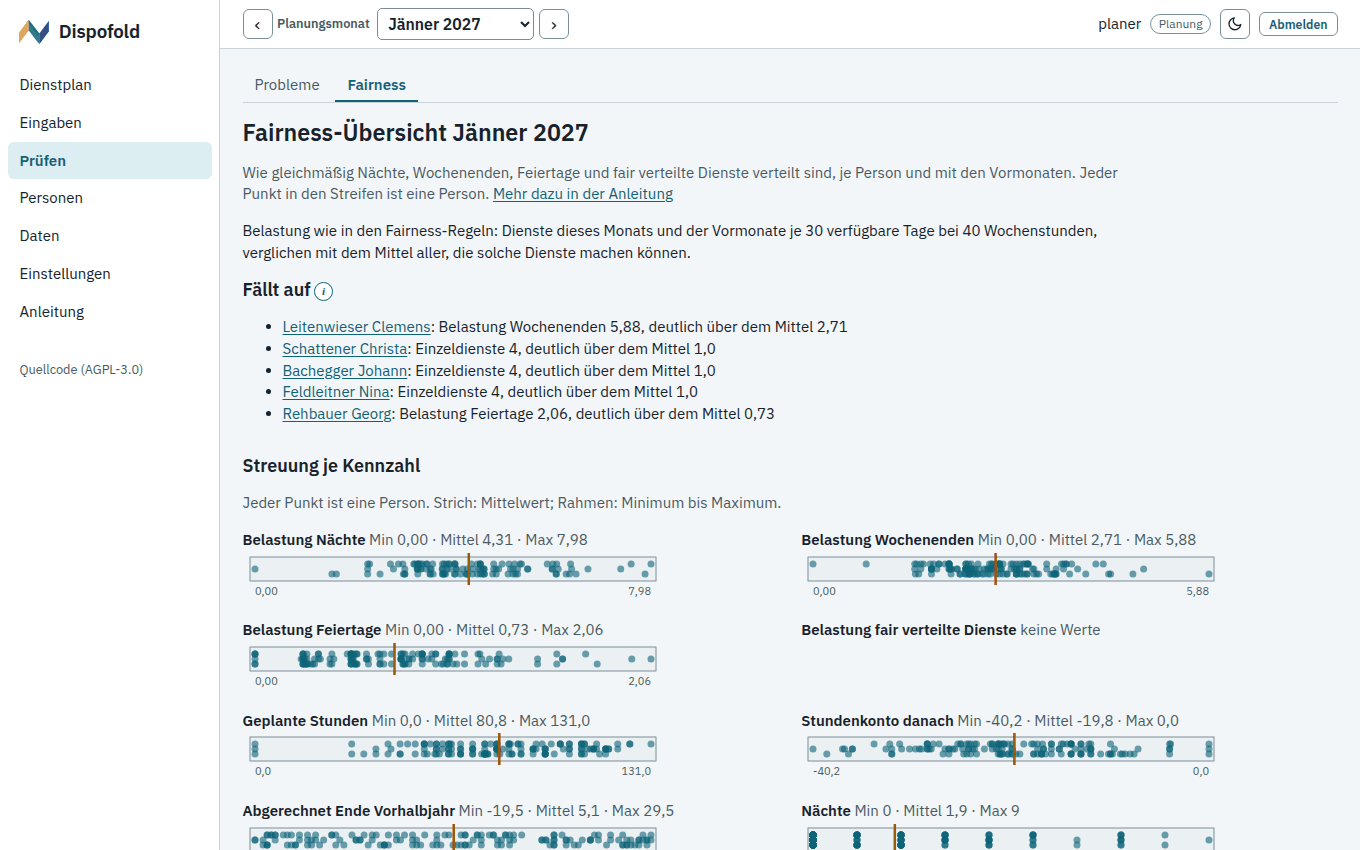 Dispofold
Dienstplan
Eingaben
Prüfen
Personen
Daten
Einstellungen
Anleitung
Quellcode (AGPL-3.0)
‹ Planungsmonat Jänner 2027 ›
planer Planung Abmelden
Probleme Fairness
Fairness-Übersicht Jänner 2027
Wie gleichmäßig Nächte, Wochenenden, Feiertage und fair verteilte Dienste verteilt sind, je Person und mit den Vormonaten. Jeder
Punkt in den Streifen ist eine Person. Mehr dazu in der Anleitung
Belastung wie in den Fairness-Regeln: Dienste dieses Monats und der Vormonate je 30 verfügbare Tage bei 40 Wochenstunden,
verglichen mit dem Mittel aller, die solche Dienste machen können.
Fällt auf i
• Leitenwieser Clemens: Belastung Wochenenden 5,88, deutlich über dem Mittel 2,71
• Schattener Christa: Einzeldienste 4, deutlich über dem Mittel 1,0
• Bachegger Johann: Einzeldienste 4, deutlich über dem Mittel 1,0
• Feldleitner Nina: Einzeldienste 4, deutlich über dem Mittel 1,0
• Rehbauer Georg: Belastung Feiertage 2,06, deutlich über dem Mittel 0,73
Streuung je Kennzahl
Jeder Punkt ist eine Person. Strich: Mittelwert; Rahmen: Minimum bis Maximum.
Belastung Nächte Min 0,00 · Mittel 4,31 · Max 7,98
0,00 7,98
Belastung Wochenenden Min 0,00 · Mittel 2,71 · Max 5,88
0,00 5,88
Belastung Feiertage Min 0,00 · Mittel 0,73 · Max 2,06
0,00 2,06
Belastung fair verteilte Dienste keine Werte
Geplante Stunden Min 0,0 · Mittel 80,8 · Max 131,0
0,0 131,0
Stundenkonto danach Min -40,2 · Mittel -19,8 · Max 0,0
-40,2 0,0
Abgerechnet Ende Vorhalbjahr Min -19,5 · Mittel 5,1 · Max 29,5
Nächte Min 0 · Mittel 1,9 · Max 9